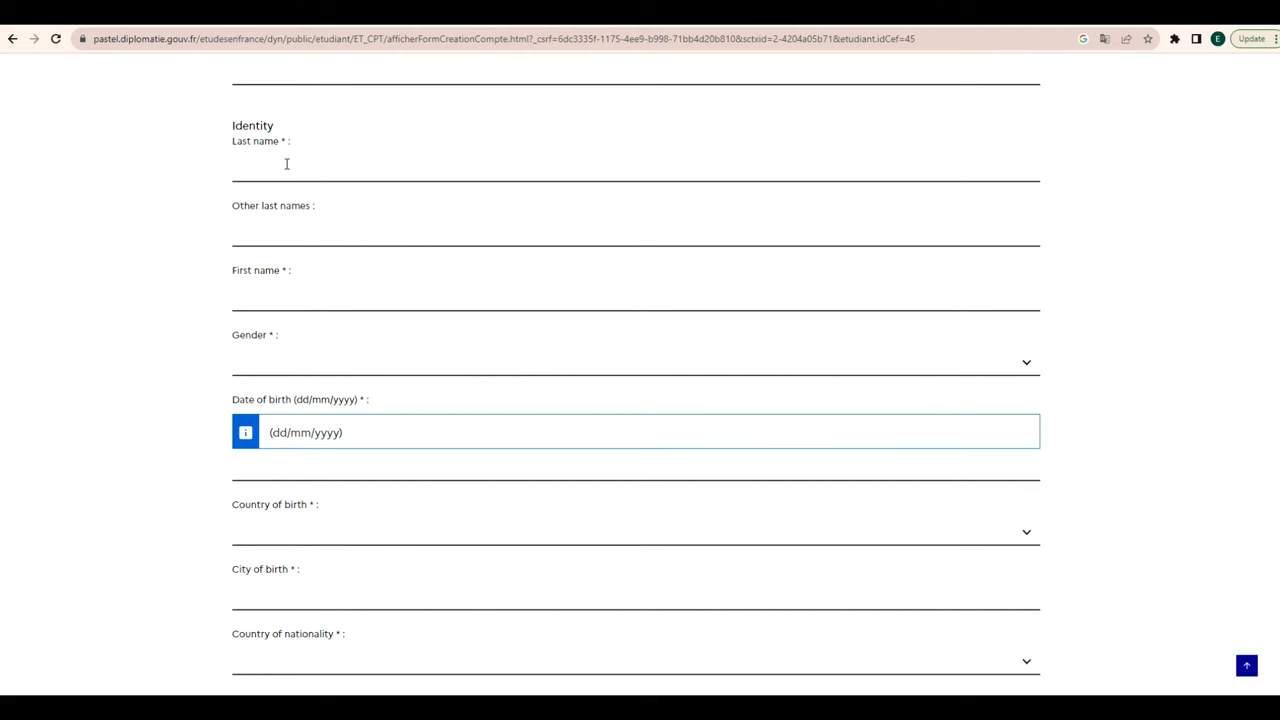 pastel.diplomatie.gouv.fr/etudesenfrance/dyn/public/etudiant/ET_CPT/afficherFormCreationCompte.html?_csrf=6dc3335f-1175-4ee9-b998-71bb4d20b810&sctxid=2-4204a05b71&etudiant.idCef=45
E
Update
Identity
Last name * :
Other last names :
First name * :
Gender * :
Date of birth (dd/mm/yyyy) * :
(dd/mm/yyyy)
Country of birth * :
City of birth * :
Country of nationality * :